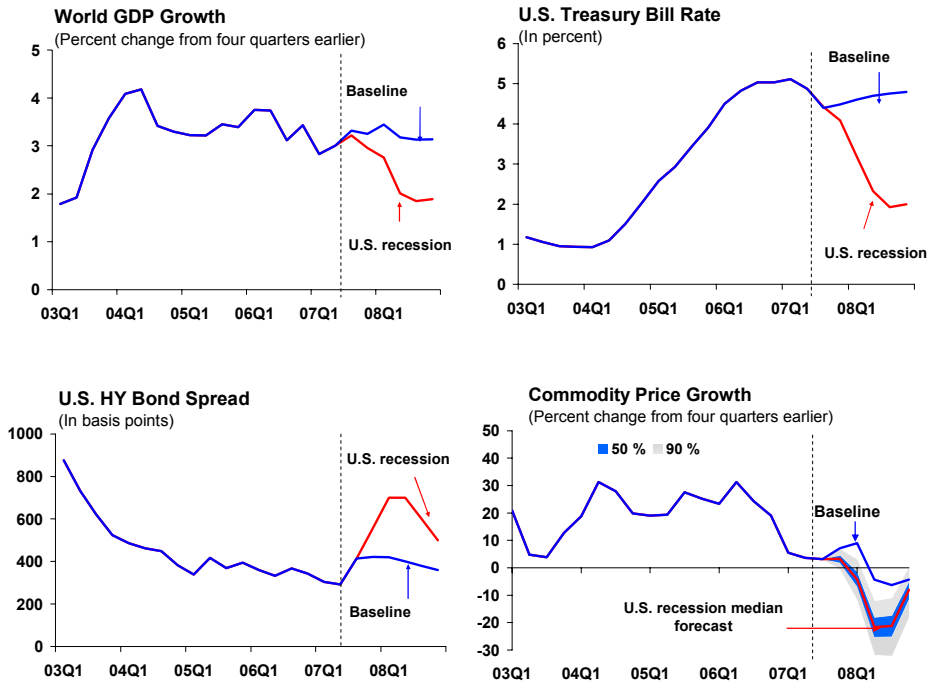 World GDP Growth
(Percent change from four quarters earlier)
5
4
3
2
1
0
Baseline
U.S. recession
03Q1 04Q1 05Q1 06Q1 07Q1 08Q1
U.S. Treasury Bill Rate
(In percent)
6
5
4
3
2
1
0
Baseline
U.S. recession
03Q1 04Q1 05Q1 06Q1 07Q1 08Q1
U.S. HY Bond Spread
(In basis points)
1000
800
600
400
200
0
U.S. recession
Baseline
03Q1 04Q1 05Q1 06Q1 07Q1 08Q1
Commodity Price Growth
(Percent change from four quarters earlier)
50
40
30
20
10
0
-10
-20
-30
50 % 90 %
Baseline
U.S. recession median
forecast
03Q1 04Q1 05Q1 06Q1 07Q1 08Q1